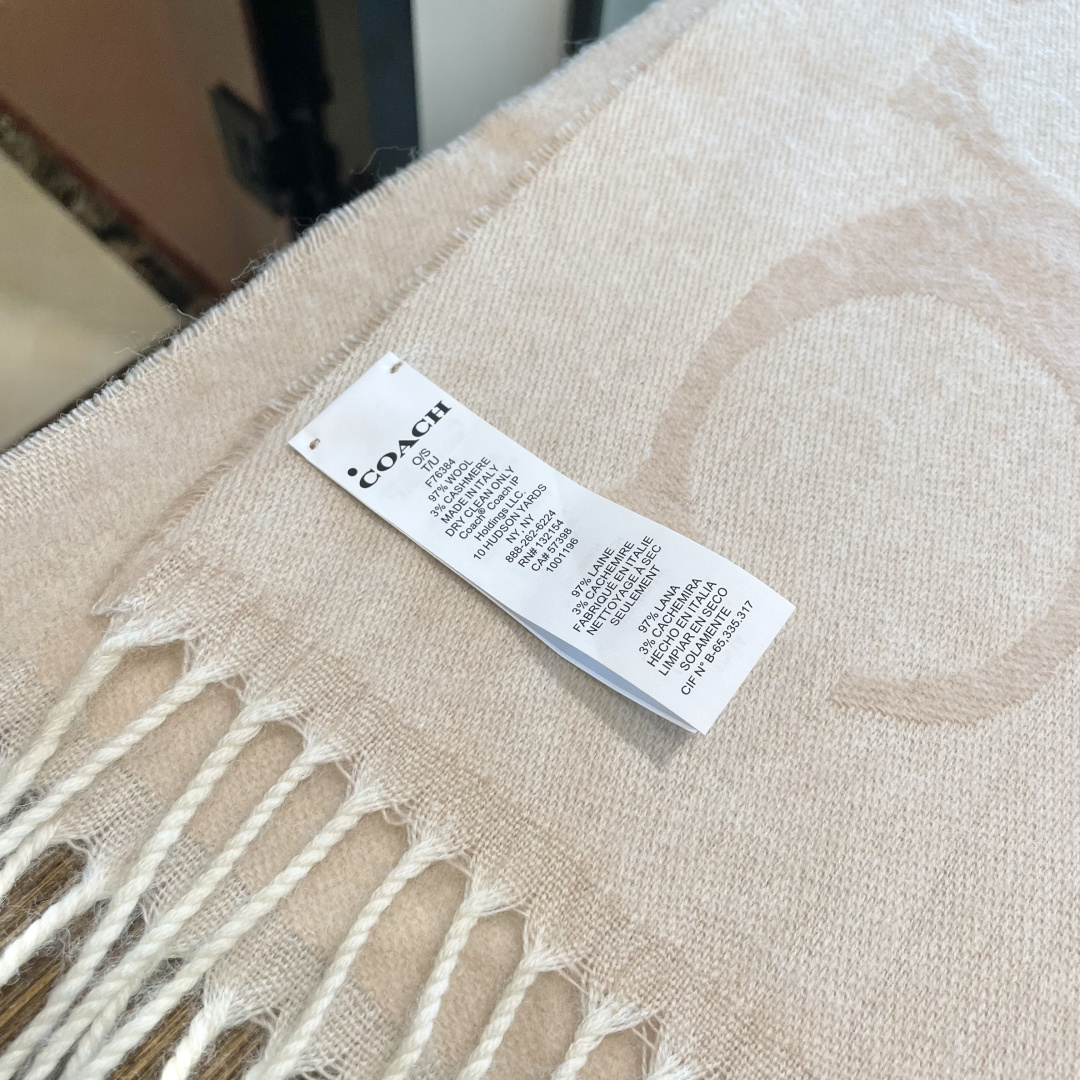 COACH
O/S
T/U
F76384
97% WOOL
3% CASHMERE
MADE IN ITALY
DRY CLEAN ONLY
Coach® Coach IP
Holdings LLC.
10 HUDSON YARDS
NY, NY
888-262-6224
RN# 132154
CA# 57398
1001196
97% LAINE
3% CACHEMIRE
FABRIQUÉ EN ITALIE
NETTOYAGE À SEC
SEULEMENT
97% LANA
3% CACHEMIRA
HECHO EN ITALIA
LIMPIAR EN SECO
SOLAMENTE
CIF N° B-65,335,317